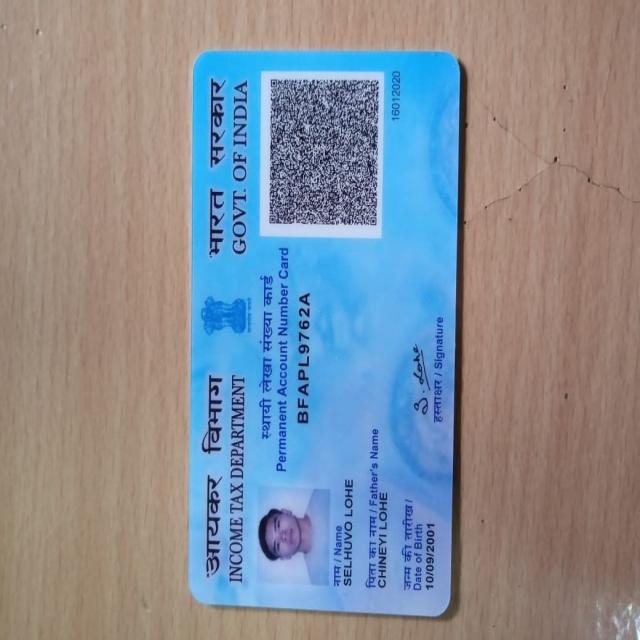 आयकर विभाग
INCOME TAX DEPARTMENT
भारत सरकार
GOVT. OF INDIA
स्थायी लेखा संख्या कार्ड
Permanent Account Number Card
BFAPL9762A
नाम / Name
SELHUVO LOHE
पिता का नाम / Father's Name
CHINEYI LOHE
जन्म की तारीख /
Date of Birth
10/09/2001
S. Lohe
हस्ताक्षर / Signature
16012020